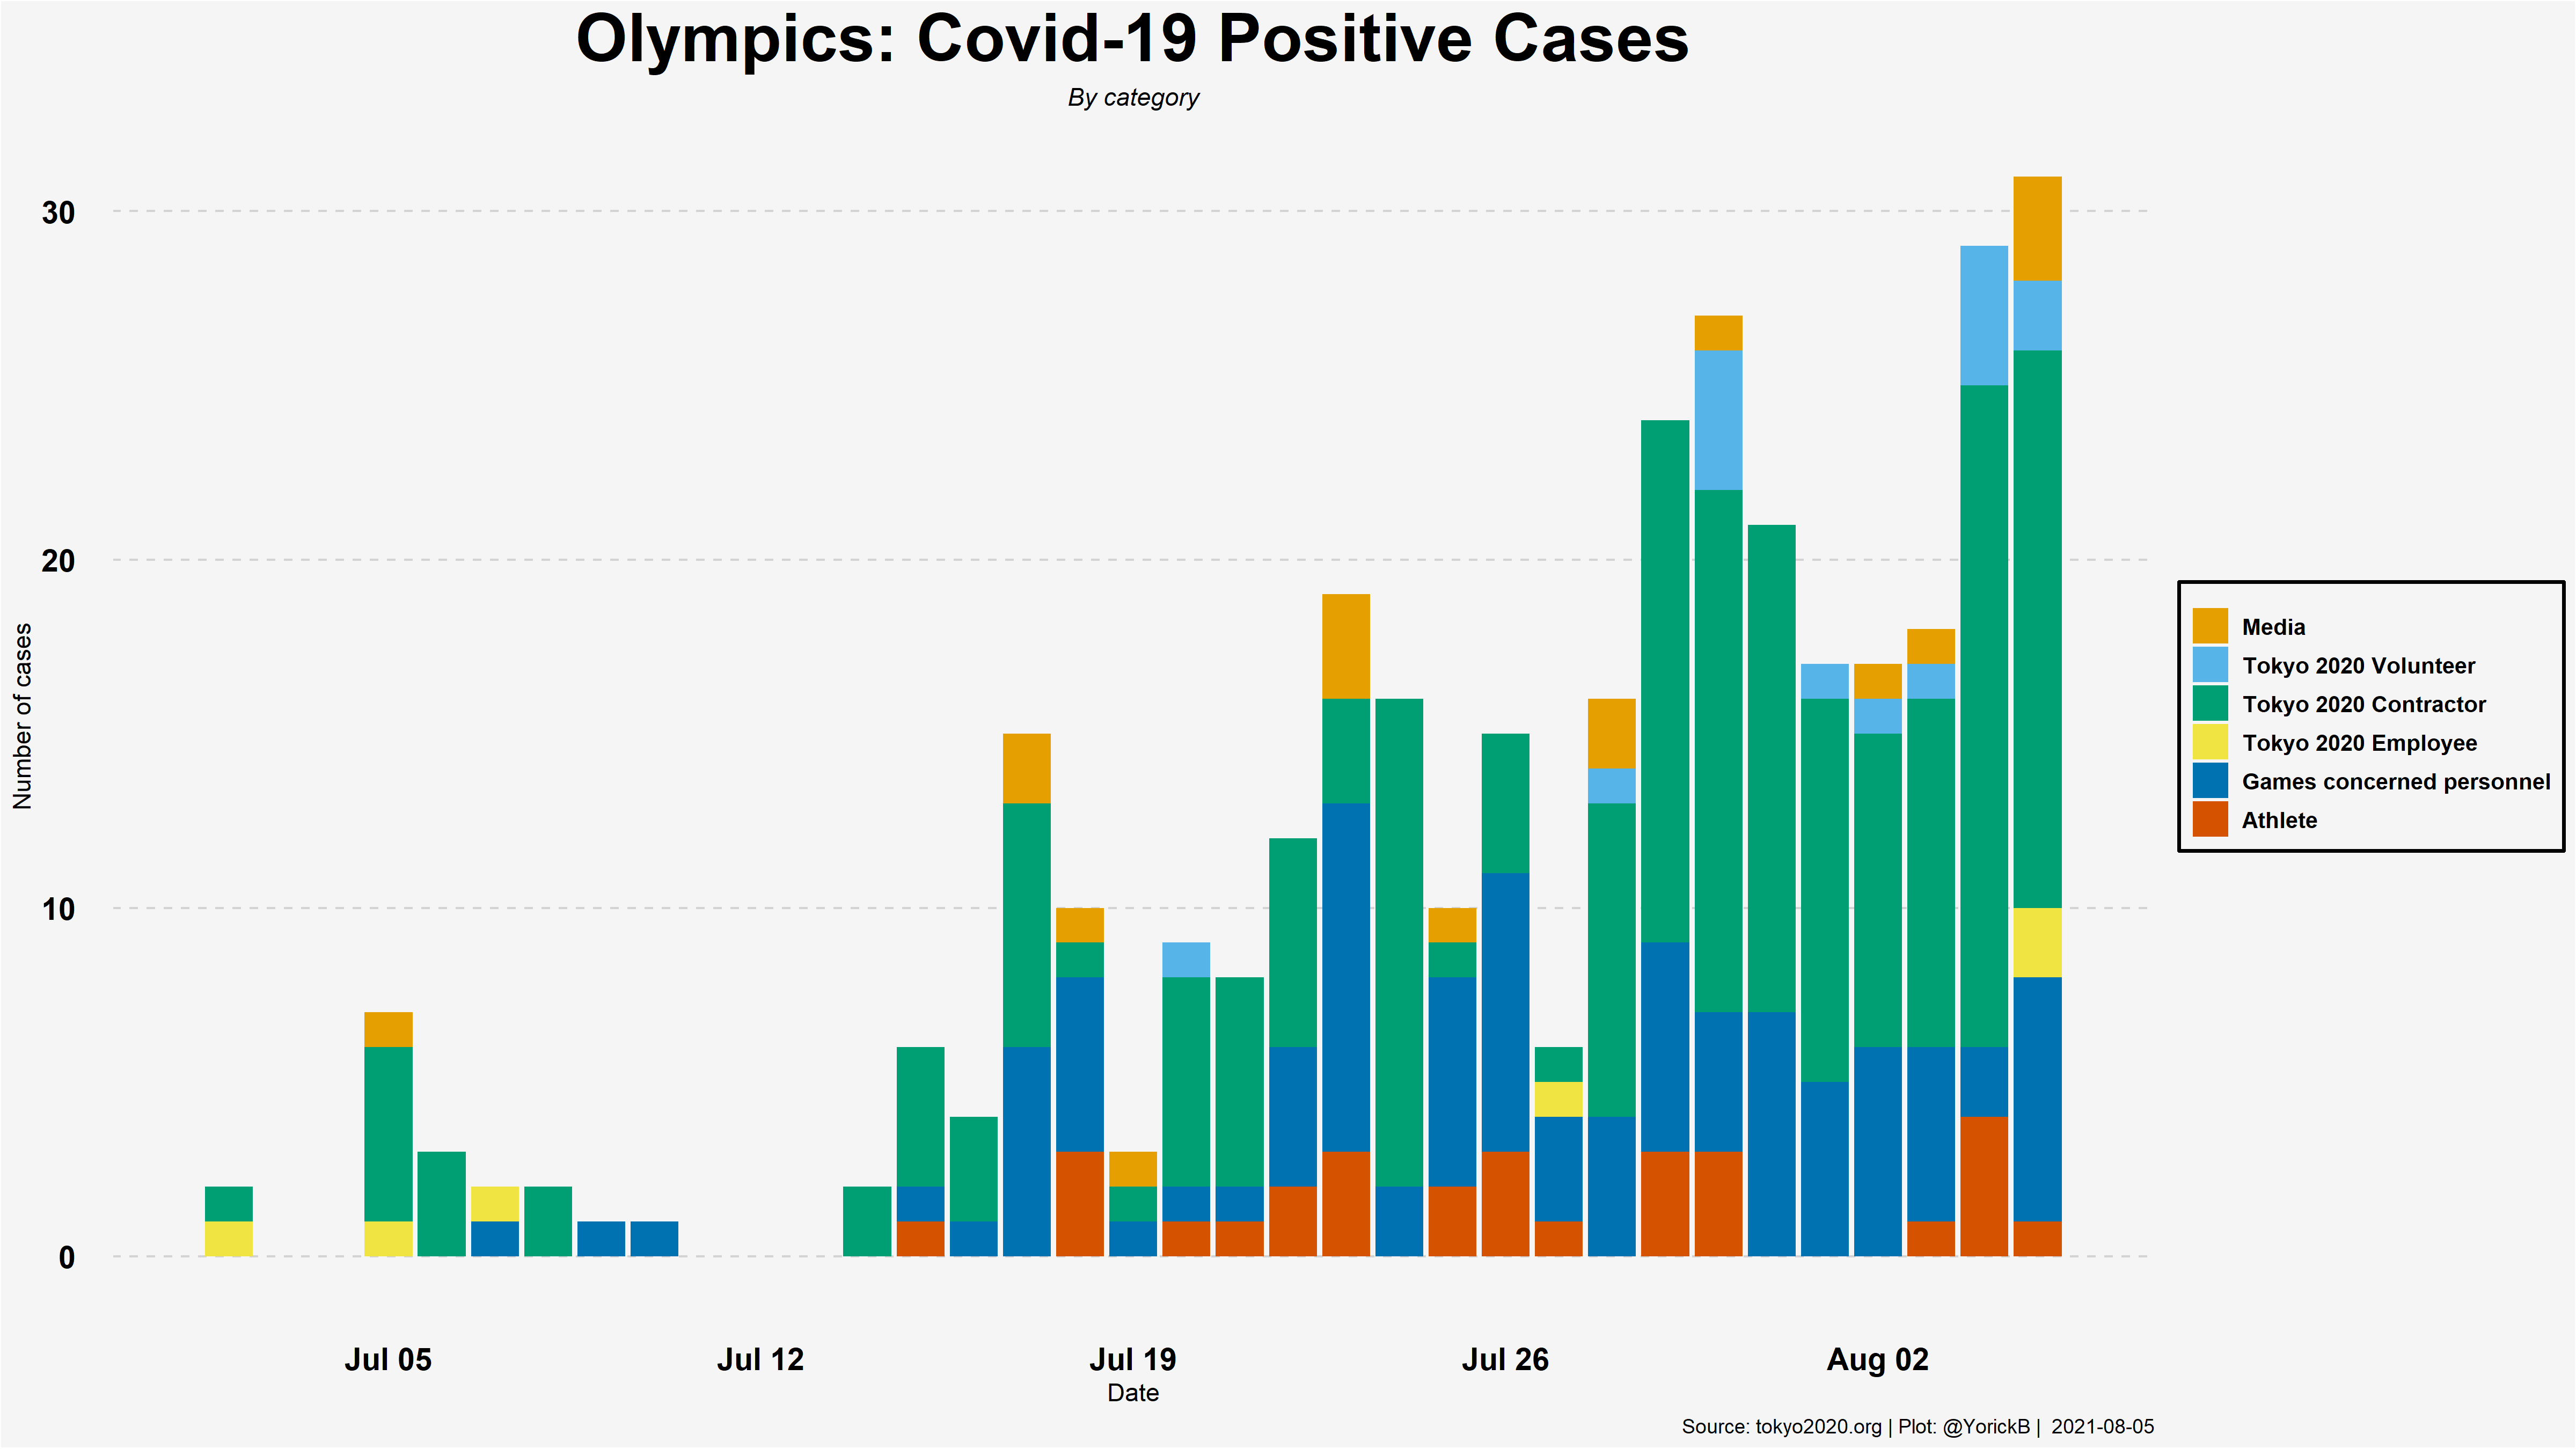 Olympics: Covid-19 Positive Cases
By category
30
20
10
0
Number of cases
Jul 05
Jul 12
Jul 19
Jul 26
Aug 02
Date
Media
Tokyo 2020 Volunteer
Tokyo 2020 Contractor
Tokyo 2020 Employee
Games concerned personnel
Athlete
Source: tokyo2020.org | Plot: @YorickB | 2021-08-05